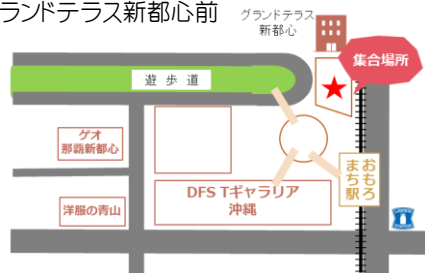 ランドテラス新都心前
グランドテラス
新都心
集合場所
遊歩道
ゲオ
那覇新都心
DFS Tギャラリア
沖縄
おもろ
まち駅
洋服の青山